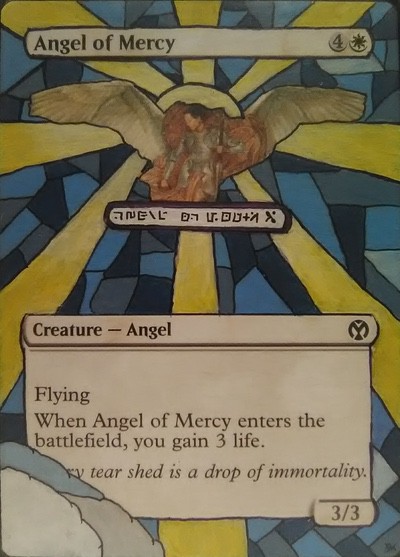 Angel of Mercy 4
Creature — Angel
Flying
When Angel of Mercy enters the
battlefield, you gain 3 life.
tear shed is a drop of immortality.
3/3